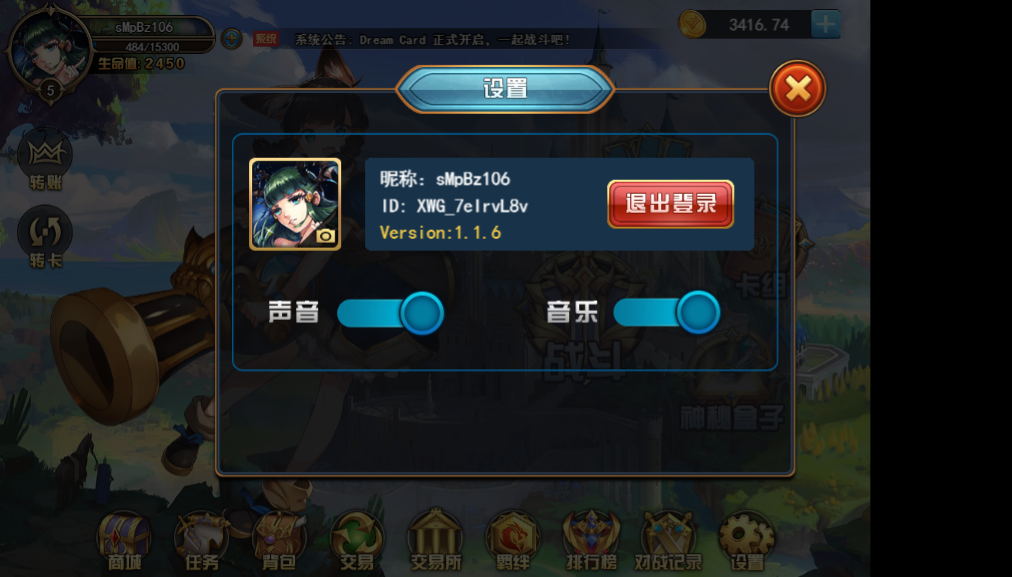 sMpBz106
484/15300
生命值:2450
5
系统
系统公告: Dream Card 正式开启，一起战斗吧！
3416.74
设置
转账
转卡
昵称: sMpBz106
ID: XWG_7eIrvL8v
Version:1.1.6
退出登录
声音
音乐
卡组
战斗
神秘盒子
商城
任务
背包
交易
交易所
羁绊
排行榜
对战记录
设置